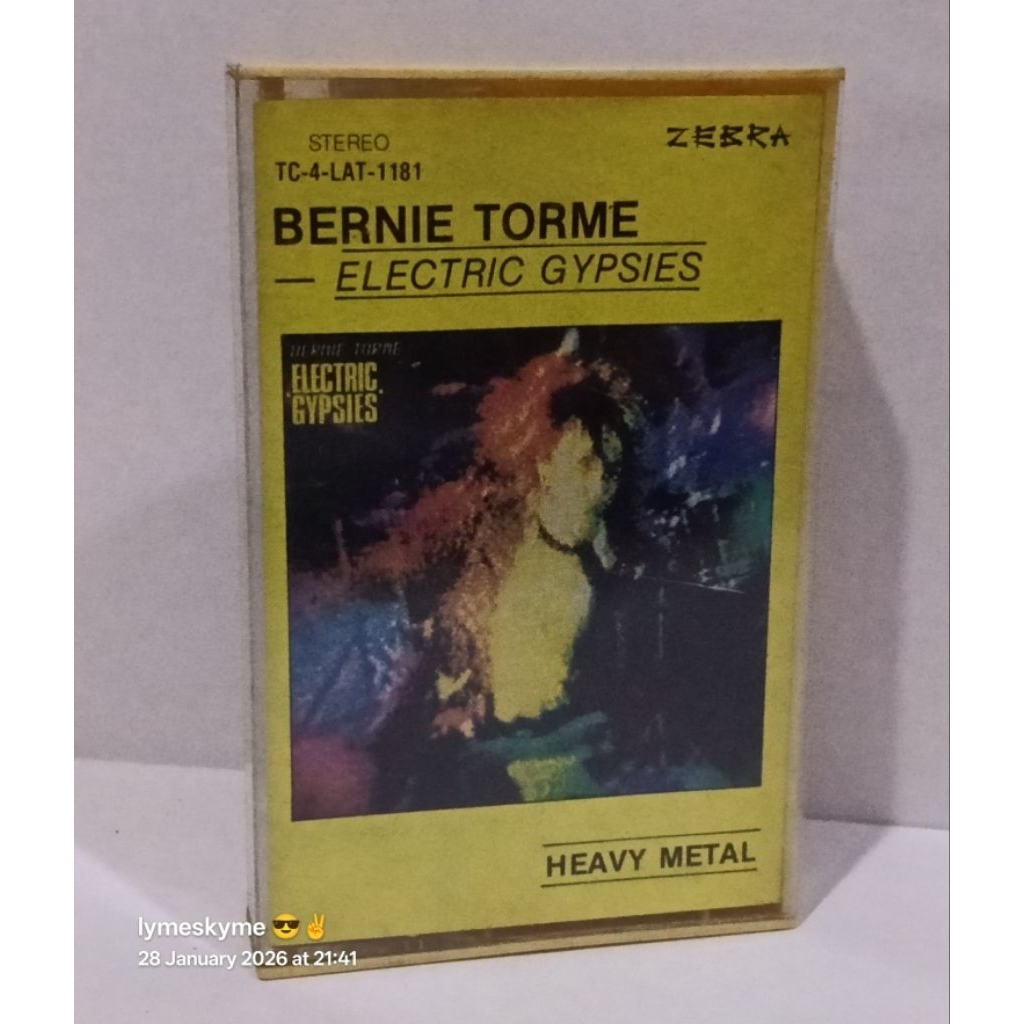 STEREO
ZEBRA
TC-4-LAT-1181
BERNIE TORME
— ELECTRIC GYPSIES
BERNIE TORME
ELECTRIC
GYPSIES
HEAVY METAL
lymeskyme 😎✌️
28 January 2026 at 21:41